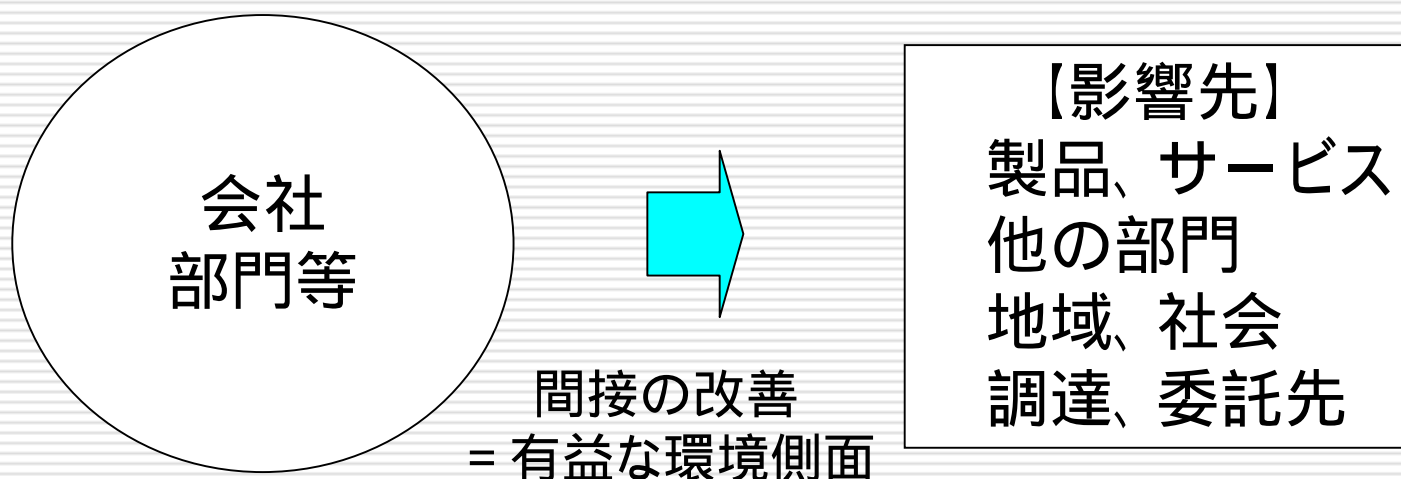 会社
部門等
間接の改善
= 有益な環境側面
【影響先】
製品、サービス
他の部門
地域、社会
調達、委託先